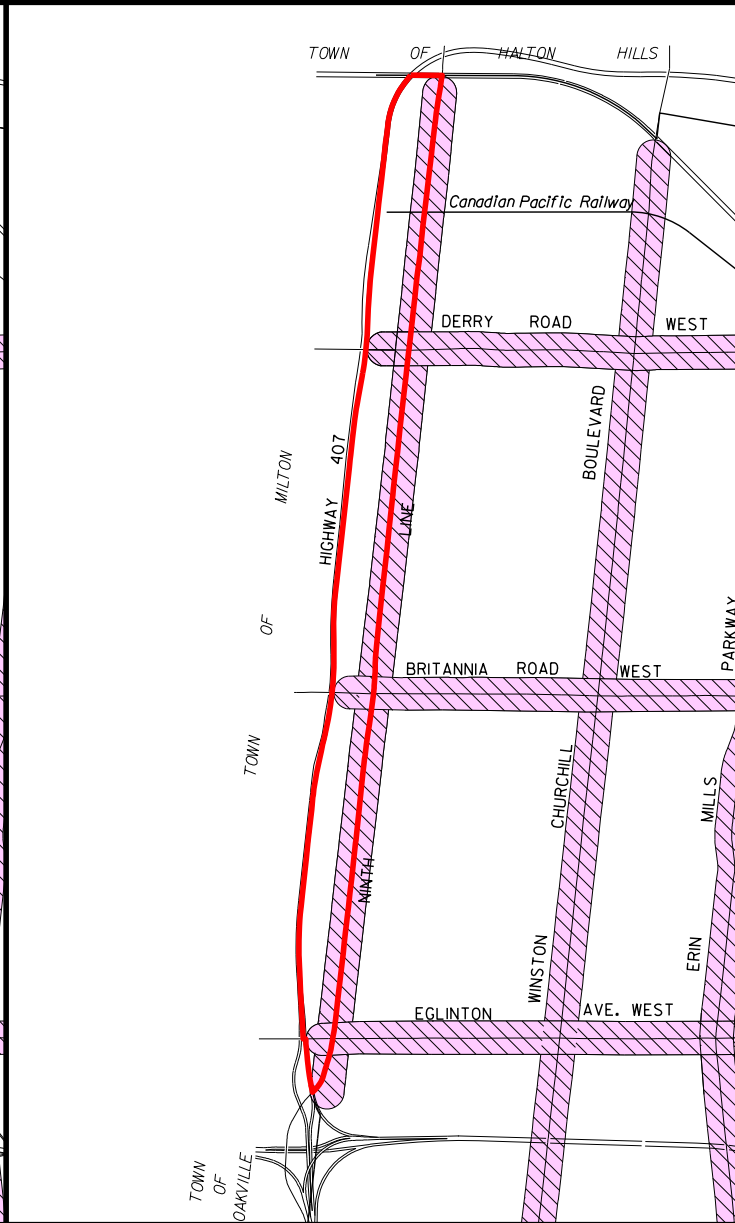 TOWN OF HALTON HILLS
Canadian Pacific Railway
DERRY ROAD WEST
BOULEVARD
HIGHWAY 407
MILTON
LINE
OF
PARKWAY
BRITANNIA ROAD WEST
TOWN
CHURCHILL
MILLS
NINTH
WINSTON
ERIN
EGLINTON AVE. WEST
TOWN
OF
OAKVILLE